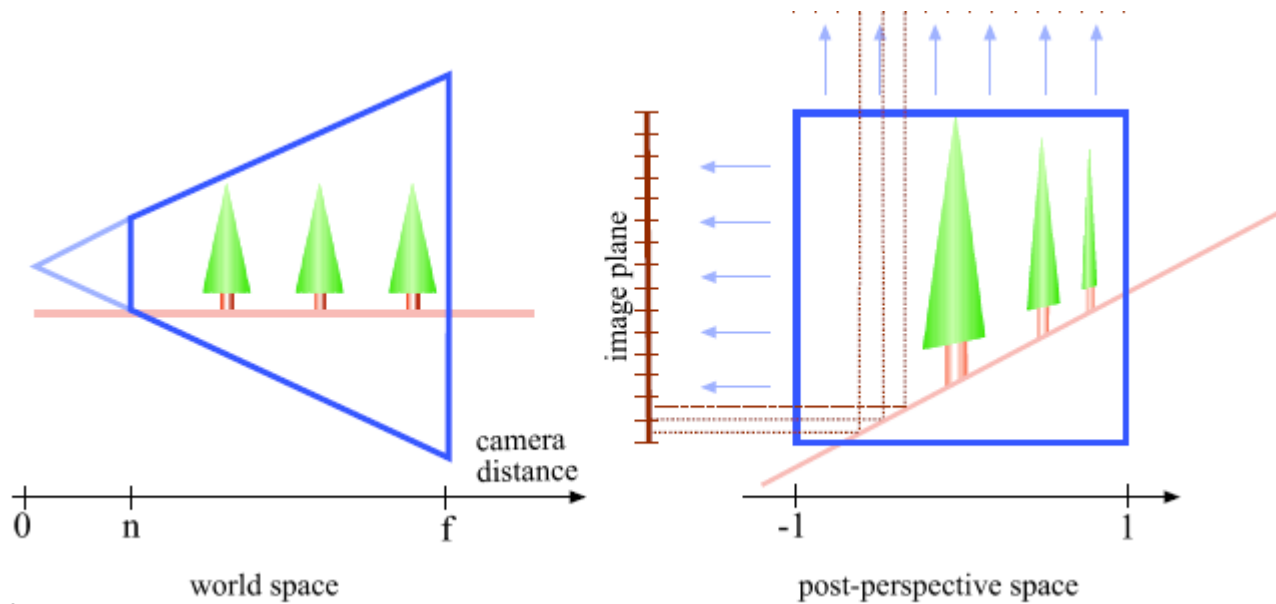 camera
distance
0
n
f
world space
image plane
-1
1
post-perspective space